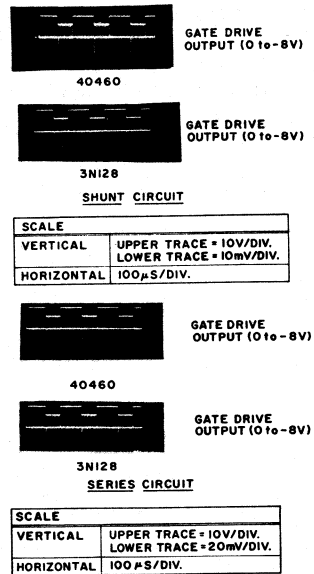 GATE DRIVE
OUTPUT (0 to -8V)
40460
GATE DRIVE
OUTPUT (0 to -8V)
3N128
SHUNT CIRCUIT
SCALE
VERTICAL UPPER TRACE = 10V/DIV.
LOWER TRACE = 10mV/DIV.
HORIZONTAL 100µS/DIV.
GATE DRIVE
OUTPUT (0 to -8V)
40460
GATE DRIVE
OUTPUT (0 to -8V)
3N128
SERIES CIRCUIT
SCALE
VERTICAL UPPER TRACE = 10V/DIV.
LOWER TRACE = 20mV/DIV.
HORIZONTAL 100µS/DIV.